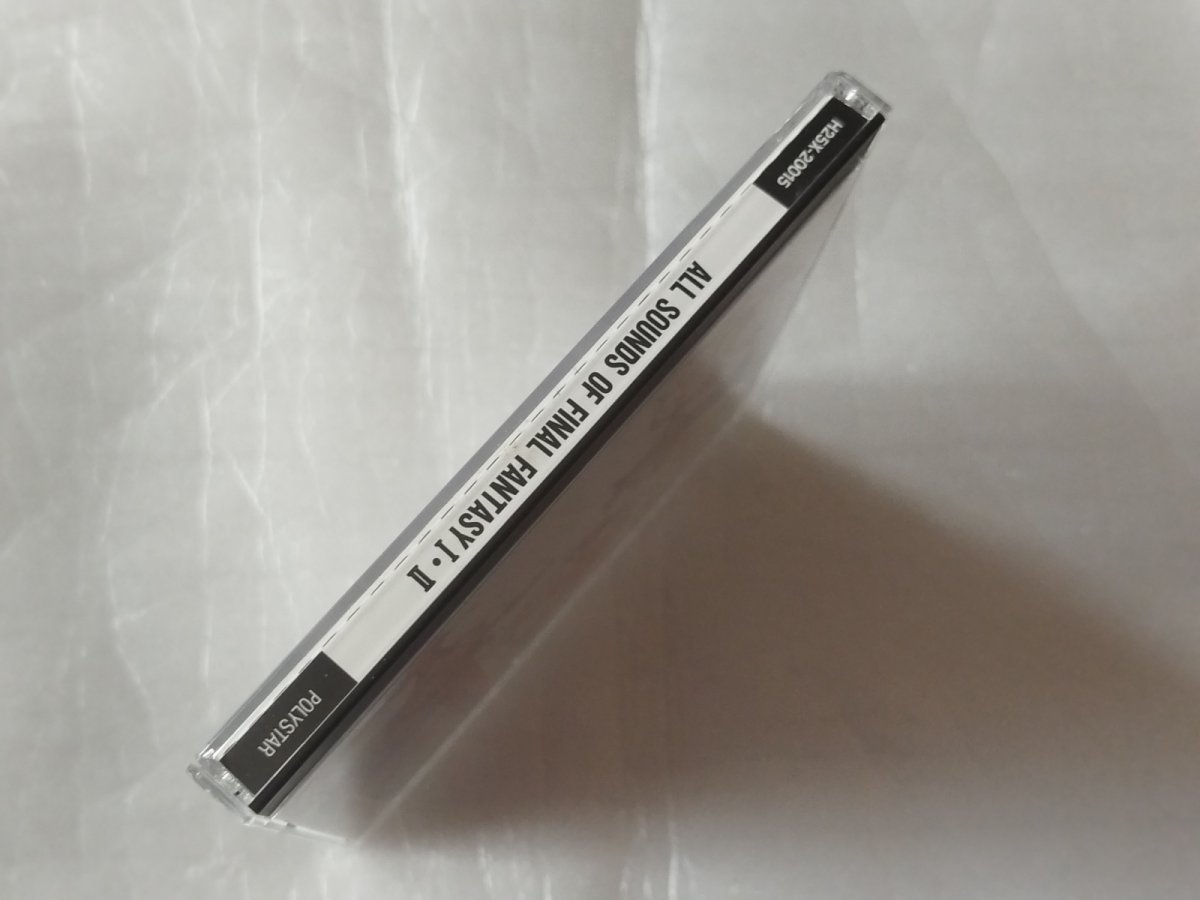 H25X-20015
ALL SOUNDS OF FINAL FANTASY I・II
POLYSTAR